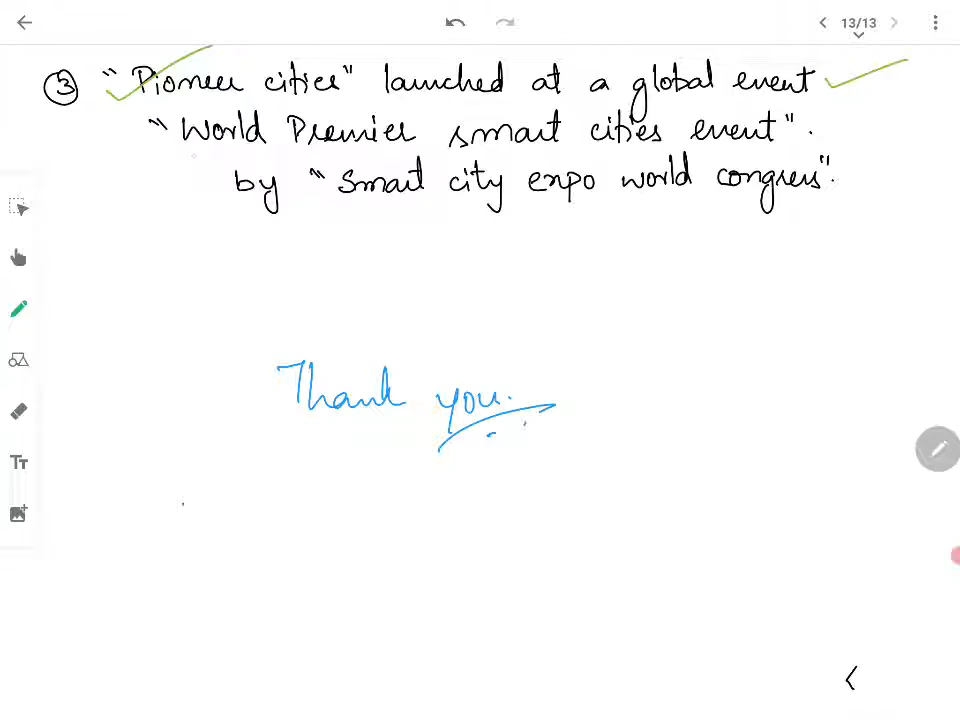 13/13
③ "Pioneer cities" launched at a global event
"World Premier smart cities event".
by "smart city expo world congress".
Thank you.
Tт